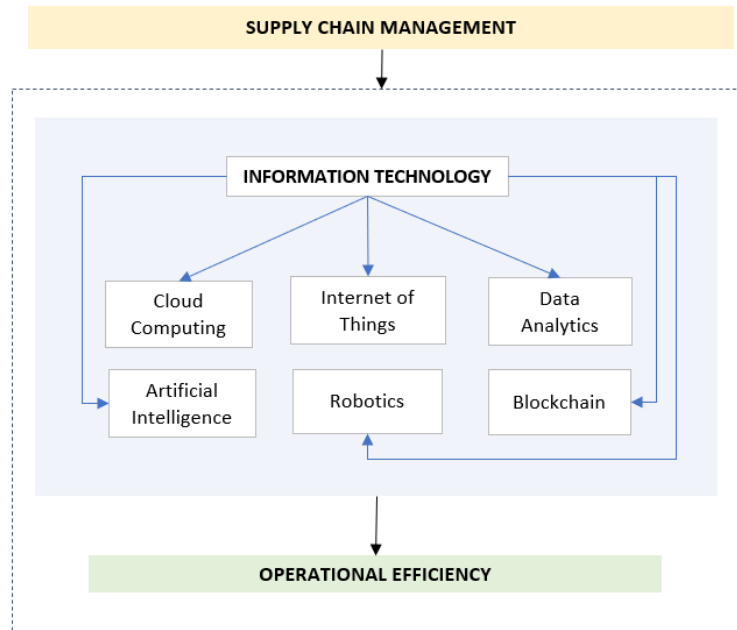 SUPPLY CHAIN MANAGEMENT
INFORMATION TECHNOLOGY
Cloud
Computing
Internet of
Things
Data
Analytics
Artificial
Intelligence
Robotics
Blockchain
OPERATIONAL EFFICIENCY